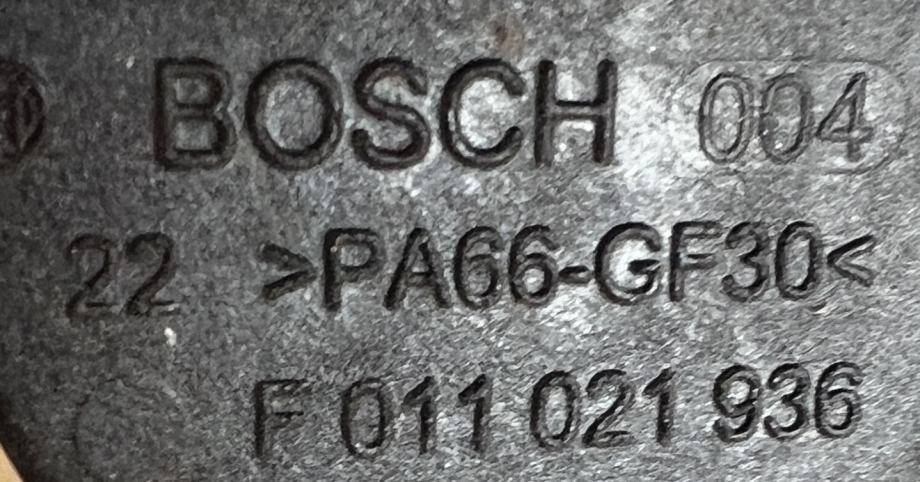 BOSCH 004
22 >PA66-GF30<
F 011 021 936